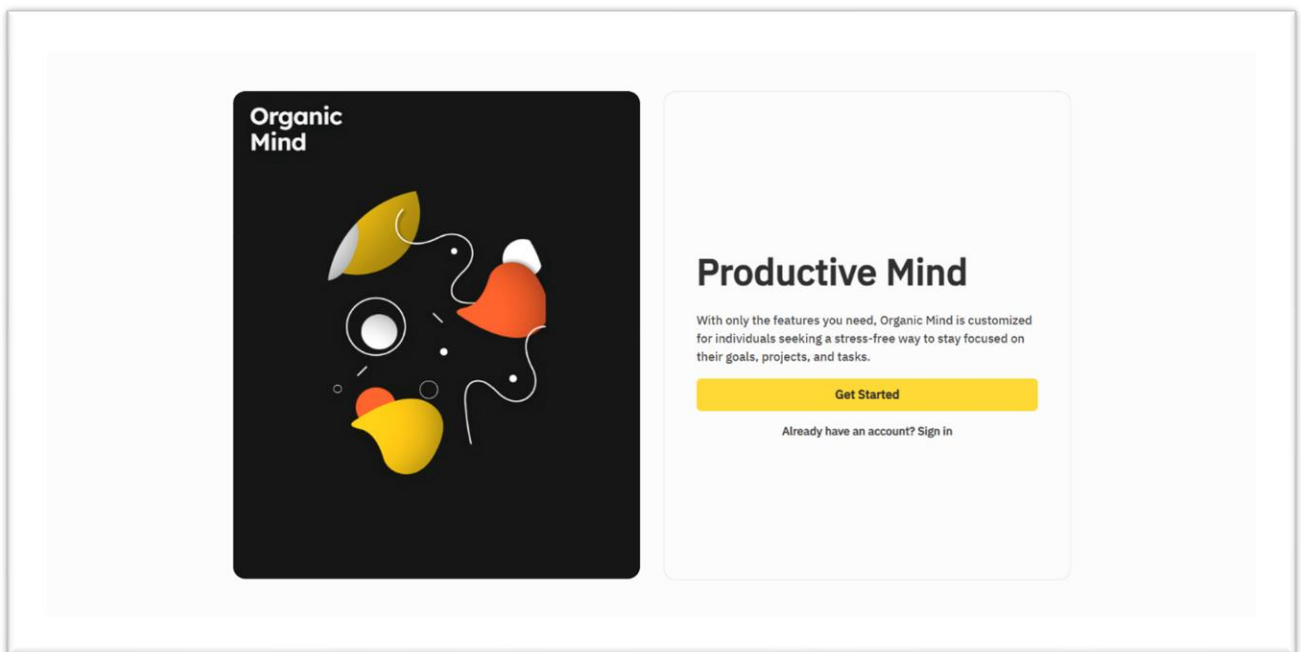 Organic
Mind
Productive Mind
With only the features you need, Organic Mind is customized
for individuals seeking a stress-free way to stay focused on
their goals, projects, and tasks.
Get Started
Already have an account? Sign in